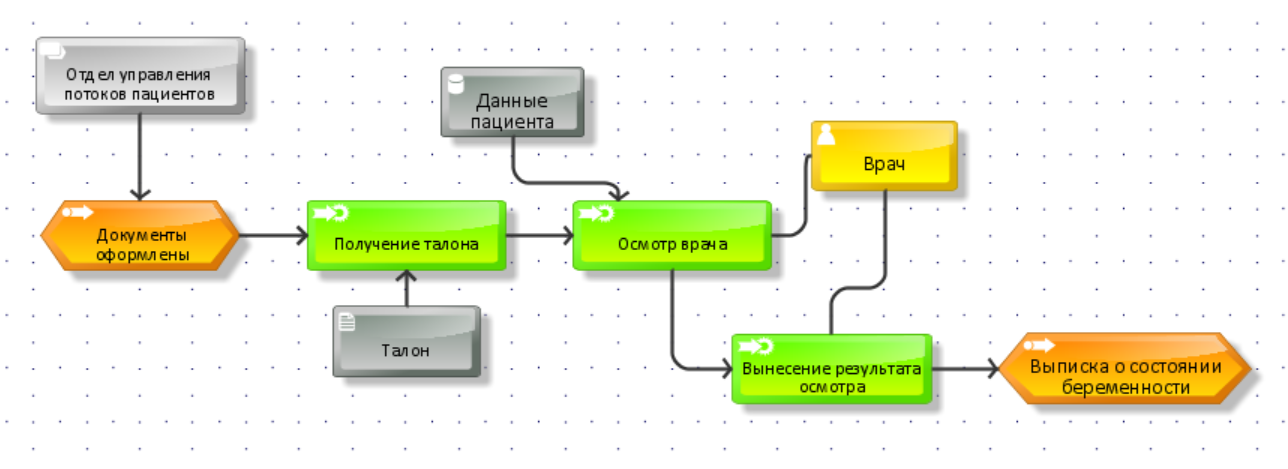 Отдел управления
потоков пациентов
Данные
пациента
Врач
Документы
оформлены
Получение талона
Осмотр врача
Талон
Вынесение результата
осмотра
Выписка о состоянии
беременности